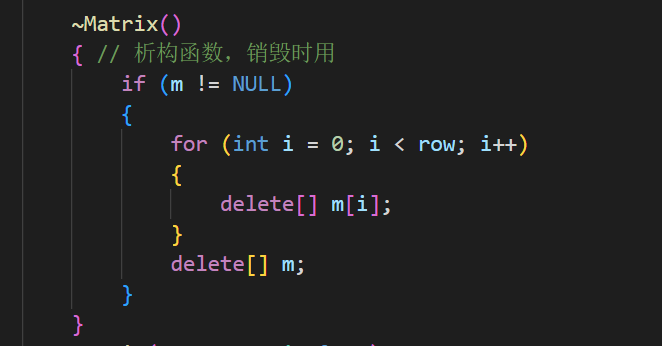 ~Matrix()
{ // 析构函数，销毁时用
if (m != NULL)
{
for (int i = 0; i < row; i++)
{
delete[] m[i];
}
delete[] m;
}
}